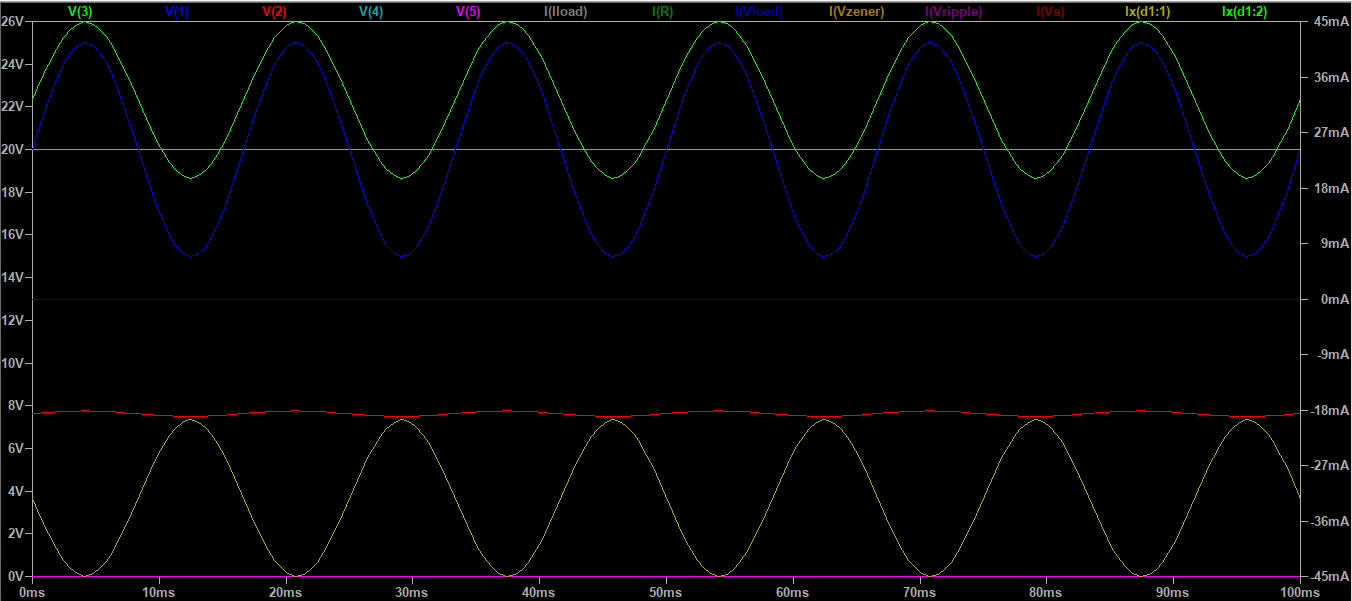 V(3) V(1) V(2) V(4) V(5) I(Iload) I(R) I(Vload) I(Vzener) I(Vripple) I(Vs) Ix(d1:1) Ix(d1:2)
26V 45mA
24V 36mA
22V
20V 27mA
18V 18mA
16V
14V 9mA
12V 0mA
10V -9mA
8V -18mA
6V -27mA
4V
2V -36mA
0V -45mA
0ms 10ms 20ms 30ms 40ms 50ms 60ms 70ms 80ms 90ms 100ms